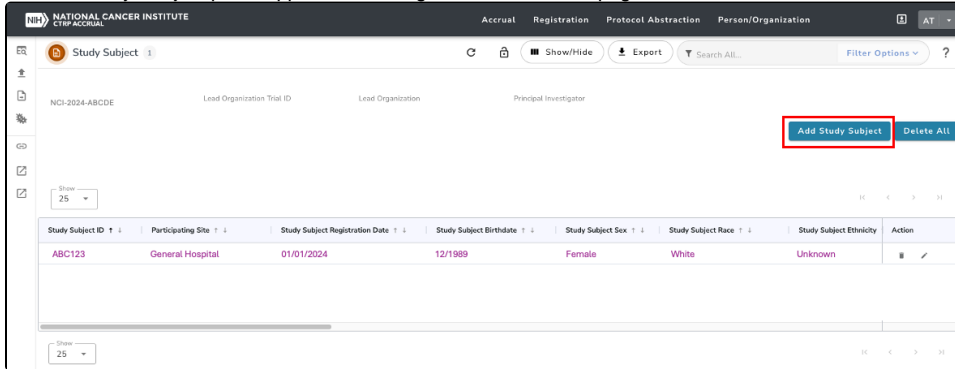 NIH NATIONAL CANCER INSTITUTE
CTRP ACCRUAL
Accrual Registration Protocol Abstraction Person/Organization
AT
Study Subject 1
Show/Hide Export Search All... Filter Options ?
NCI-2024-ABCDE Lead Organization Trial ID Lead Organization Principal Investigator
Add Study Subject Delete All
Show
25
Study Subject ID Participating Site Study Subject Registration Date Study Subject Birthdate Study Subject Sex Study Subject Race Study Subject Ethnicity Action
ABC123 General Hospital 01/01/2024 12/1989 Female White Unknown
Show
25